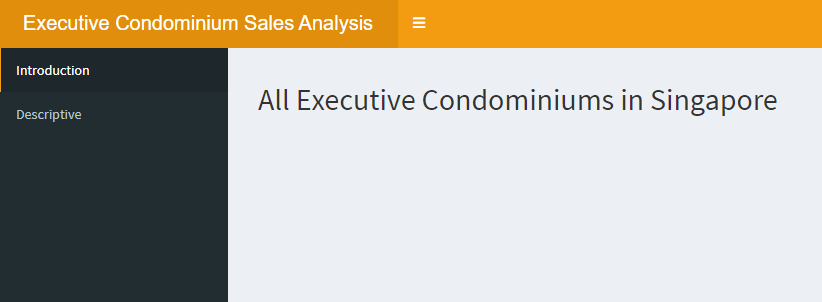 Executive Condominium Sales Analysis
Introduction
Descriptive
All Executive Condominiums in Singapore